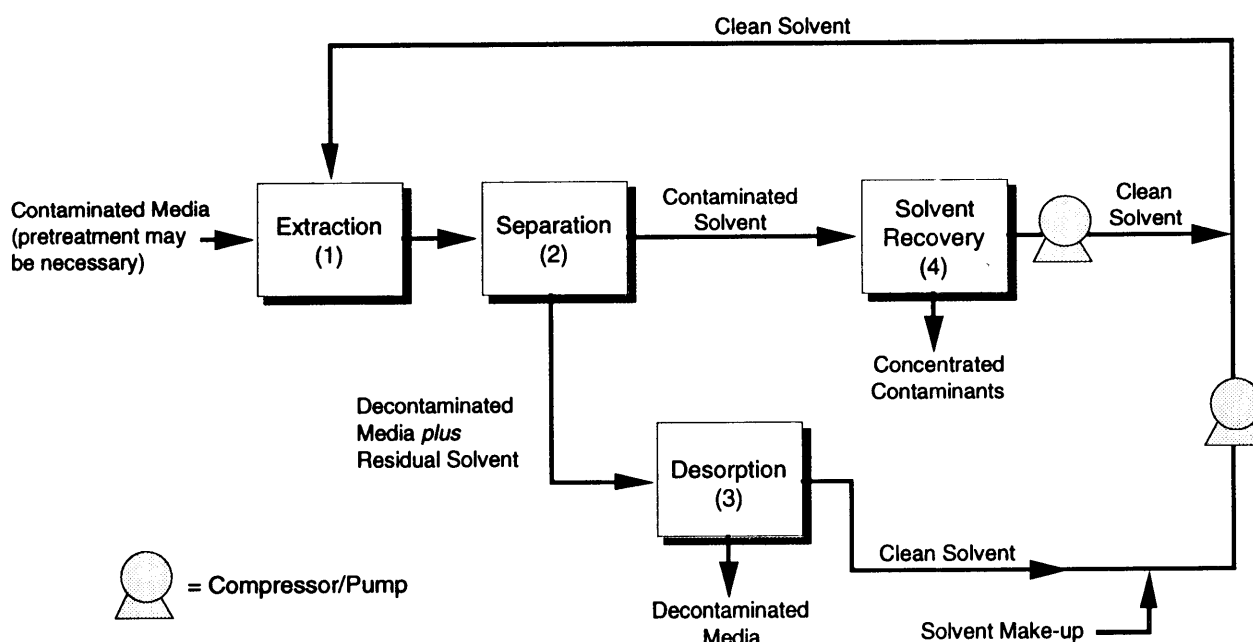 Clean Solvent
Contaminated Media
(pretreatment may
be necessary)
Extraction
(1)
Separation
(2)
Contaminated
Solvent
Solvent
Recovery
(4)
Clean
Solvent
Concentrated
Contaminants
Decontaminated
Media plus
Residual Solvent
Desorption
(3)
Clean Solvent
= Compressor/Pump
Decontaminated
Media
Solvent Make-up